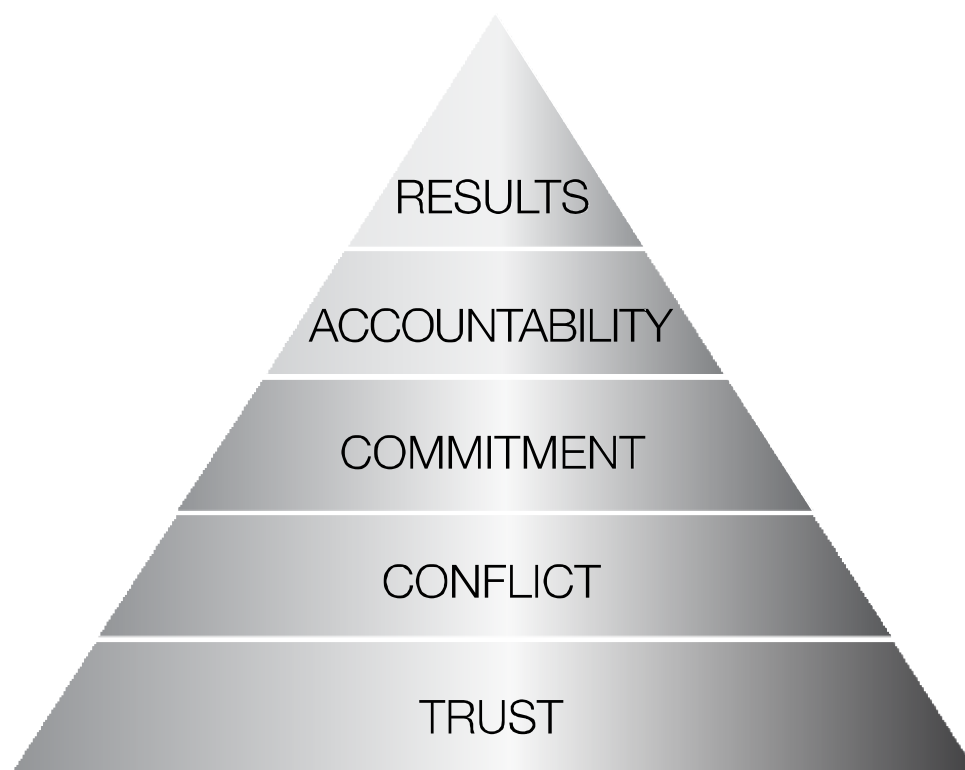 RESULTS
ACCOUNTABILITY
COMMITMENT
CONFLICT
TRUST